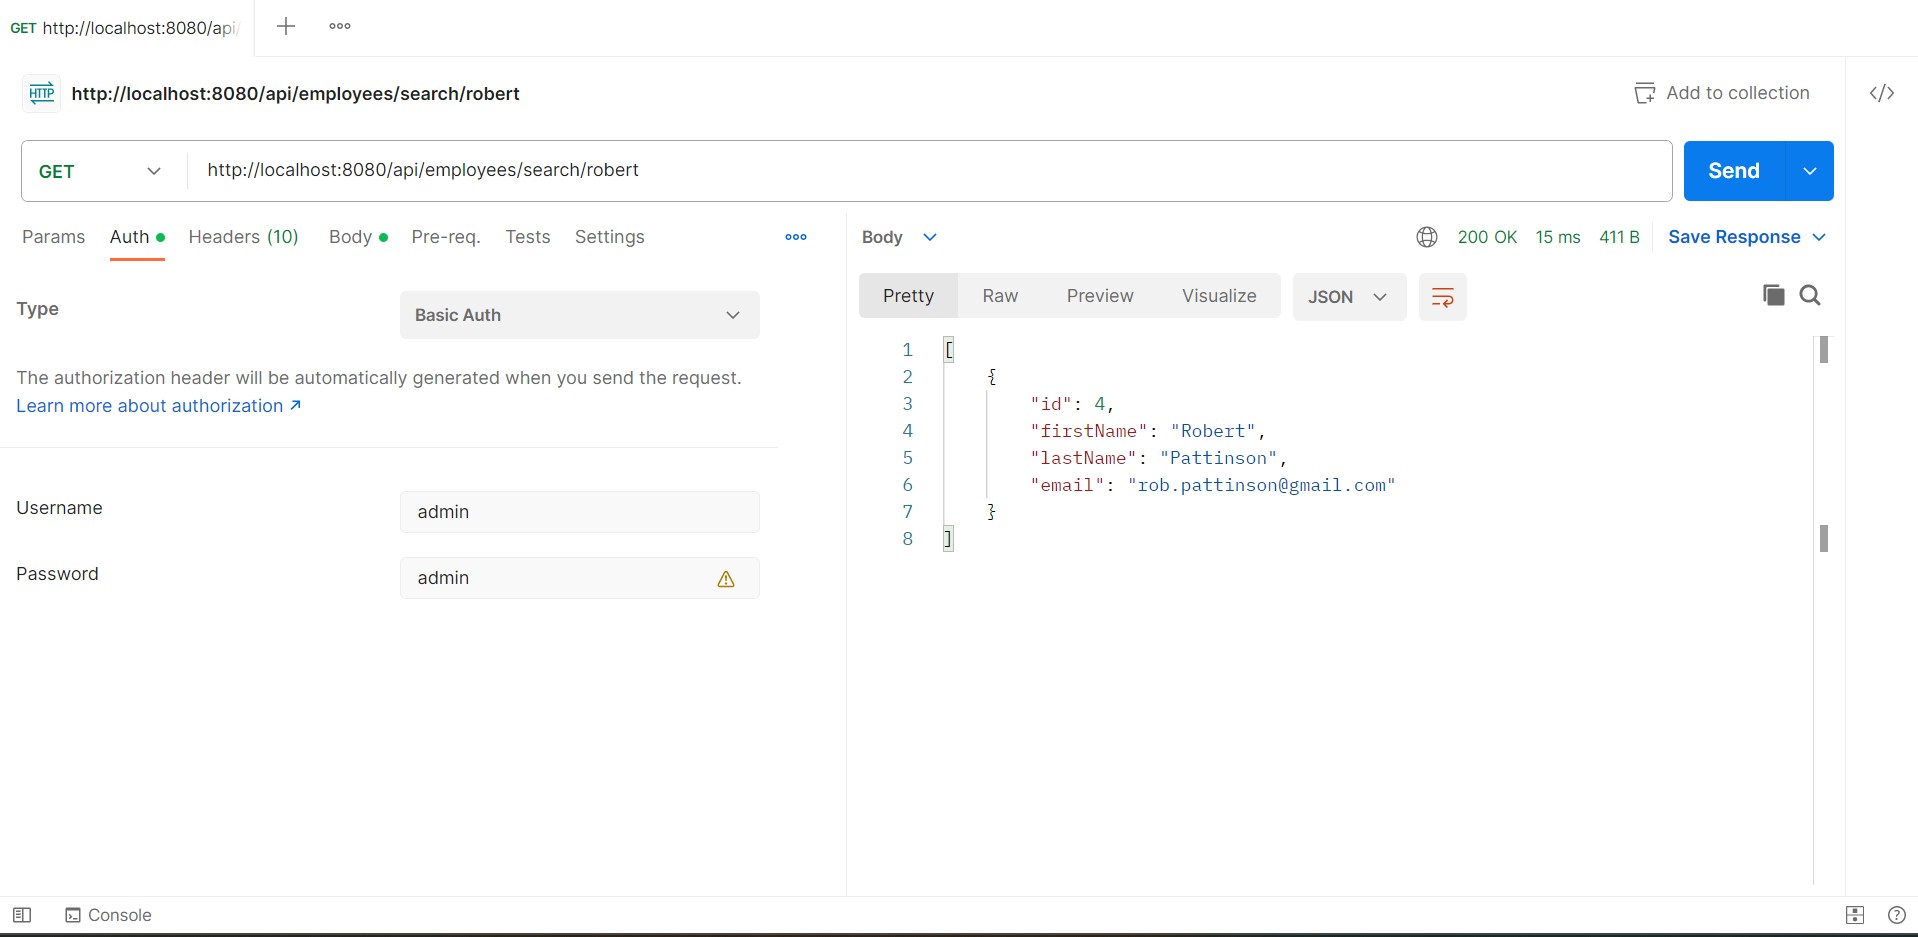 GET http://localhost:8080/api/
HTTP http://localhost:8080/api/employees/search/robert
Add to collection
</>
GET http://localhost:8080/api/employees/search/robert
Send
Params Auth Headers (10) Body Pre-req. Tests Settings
Type
Basic Auth
The authorization header will be automatically generated when you send the request.
Learn more about authorization ↗
Username
admin
Password
admin
Body
200 OK 15 ms 411 B Save Response
Pretty Raw Preview Visualize JSON
1 [
2 {
3 "id": 4,
4 "firstName": "Robert",
5 "lastName": "Pattinson",
6 "email": "rob.pattinson@gmail.com"
7 }
8 ]
Console